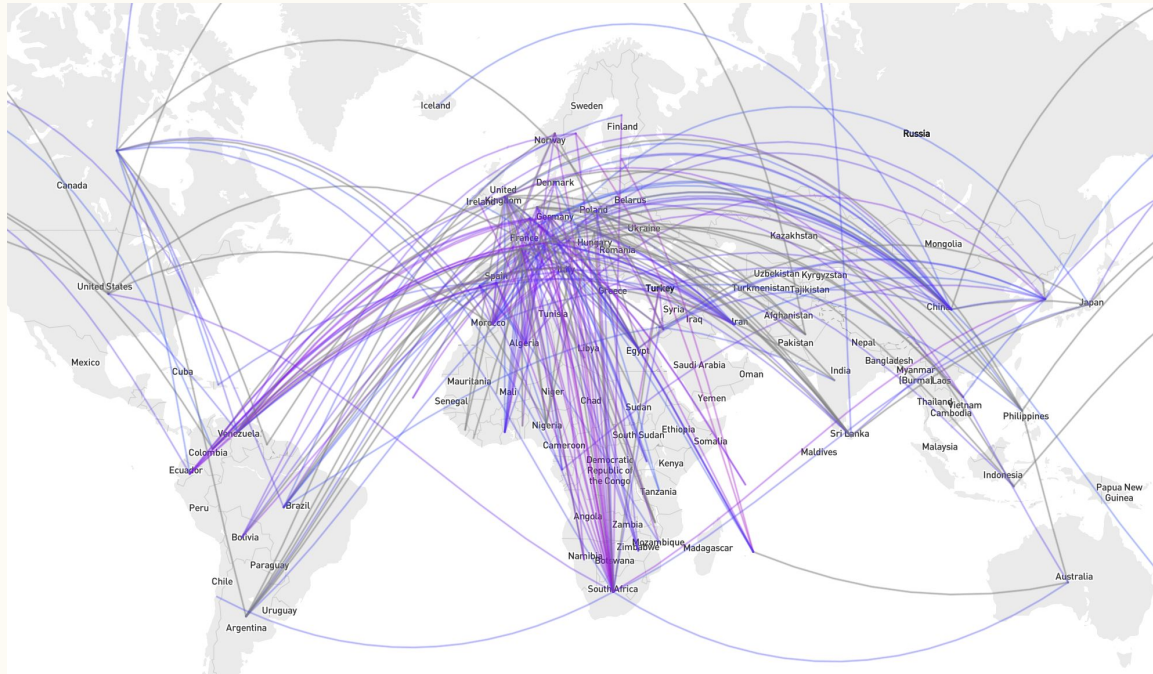 Iceland
Sweden
Finland
Norway
Russia
Canada
United
Kingdom
Ireland
Denmark
Belarus
Poland
Germany
Ukraine
France
Hungary
Romania
Kazakhstan
Mongolia
Spain
Italy
Greece
Turkey
Uzbekistan
Kyrgyzstan
Turkmenistan
Tajikistan
United States
China
Japan
Syria
Iraq
Iran
Afghanistan
Tunisia
Morocco
Algeria
Libya
Egypt
Pakistan
Nepal
Mexico
Cuba
Saudi Arabia
Oman
Bangladesh
India
Myanmar
(Burma)
Laos
Mauritania
Mali
Niger
Chad
Sudan
Yemen
Senegal
Thailand
Vietnam
Cambodia
Philippines
Nigeria
Venezuela
Colombia
Cameroon
South Sudan
Ethiopia
Somalia
Sri Lanka
Maldives
Malaysia
Ecuador
Democratic
Republic of
the Congo
Kenya
Indonesia
Papua New
Guinea
Peru
Brazil
Tanzania
Angola
Zambia
Bolivia
Mozambique
Zimbabwe
Madagascar
Namibia
Botswana
Paraguay
Chile
South Africa
Australia
Uruguay
Argentina